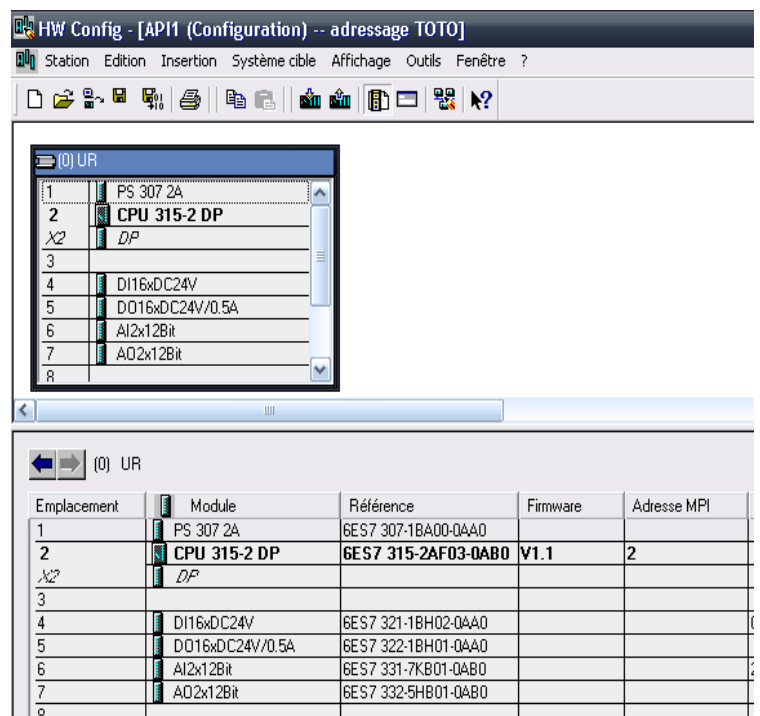 HW Config - [API1 (Configuration) -- adressage TOTO]
Station Edition Insertion Système cible Affichage Outils Fenêtre ?
(0) UR
1 PS 307 2A
2 CPU 315-2 DP
X2 DP
3
4 DI16xDC24V
5 DO16xDC24V/0.5A
6 AI2x12Bit
7 AO2x12Bit
8
(0) UR
Emplacement Module Référence Firmware Adresse MPI
1 PS 307 2A 6ES7 307-1BA00-0AA0
2 CPU 315-2 DP 6ES7 315-2AF03-0AB0 V1.1 2
X2 DP
3
4 DI16xDC24V 6ES7 321-1BH02-0AA0
5 DO16xDC24V/0.5A 6ES7 322-1BH01-0AA0
6 AI2x12Bit 6ES7 331-7KB01-0AB0
7 AO2x12Bit 6ES7 332-5HB01-0AB0